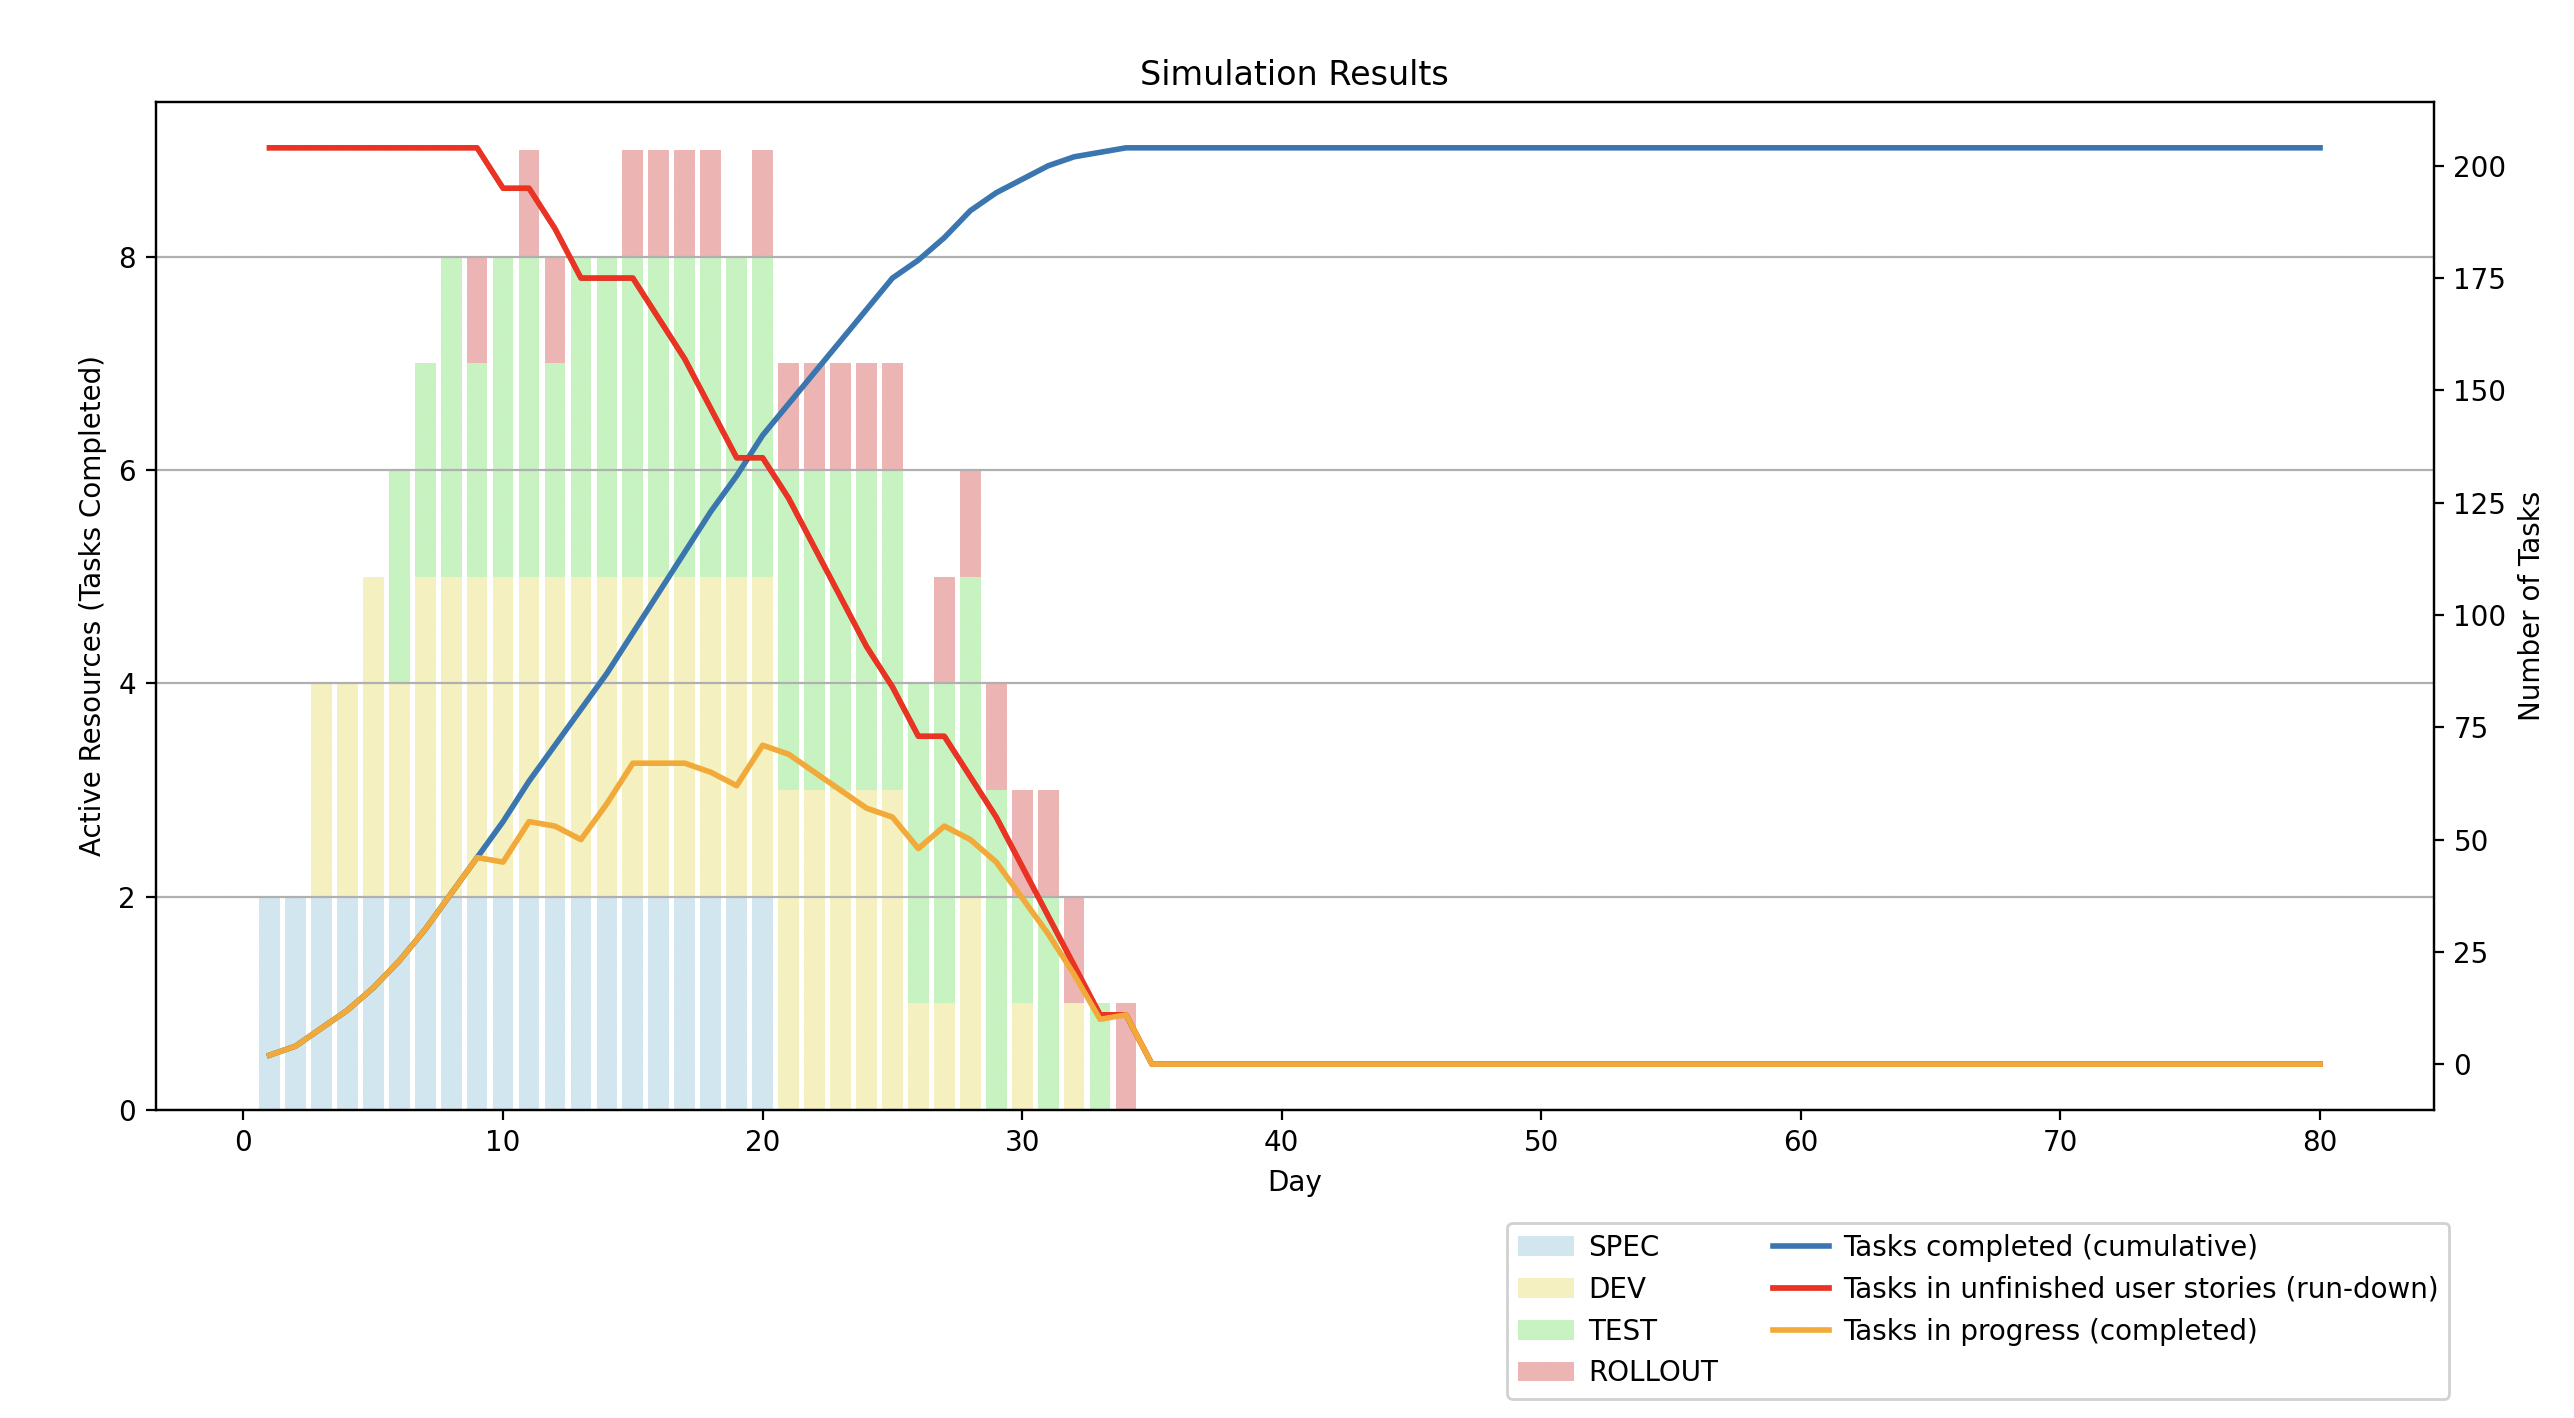 Simulation Results
Active Resources (Tasks Completed)
8
6
4
2
0
200
175
150
125
100
75
50
25
0
Number of Tasks
0 10 20 30 40 50 60 70 80
Day
SPEC
DEV
TEST
ROLLOUT
Tasks completed (cumulative)
Tasks in unfinished user stories (run-down)
Tasks in progress (completed)